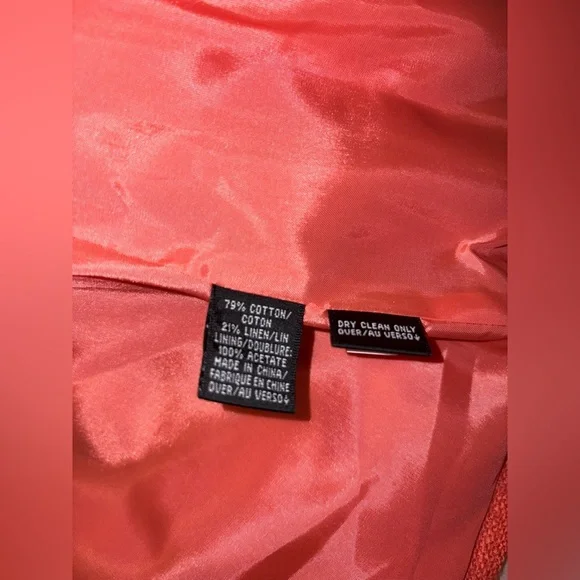 79% COTTON/
COTON
21% LINEN/LIN
LINING/DOUBLURE:
100% ACETATE
MADE IN CHINA/
FABRIQUE EN CHINE
OVER/AU VERSO↓
DRY CLEAN ONLY
OVER/AU VERSO↓